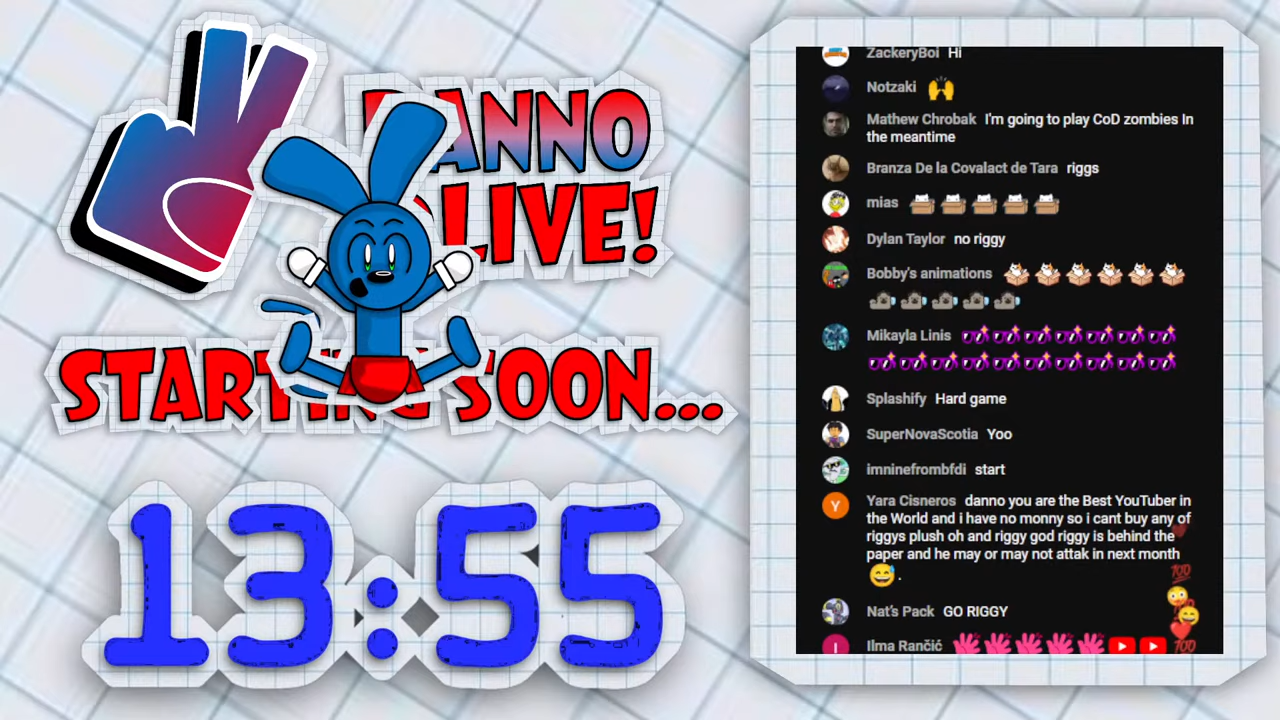 DANNO
LIVE!
STARTING SOON...
13:55
ZackeryBoi Hi
Notzaki
Mathew Chrobak I'm going to play CoD zombies In
the meantime
Branza De la Covalact de Tara riggs
mias
Dylan Taylor no riggy
Bobby's animations
Mikayla Linis
Splashify Hard game
SuperNovaScotia Yoo
imninefrombfdi start
Y
Yara Cisneros danno you are the Best YouTuber in
the World and i have no monny so i cant buy any of
riggys plush oh and riggy god riggy is behind the
paper and he may or may not attak in next month
.
Nat's Pack GO RIGGY
I
Ilma Rančić